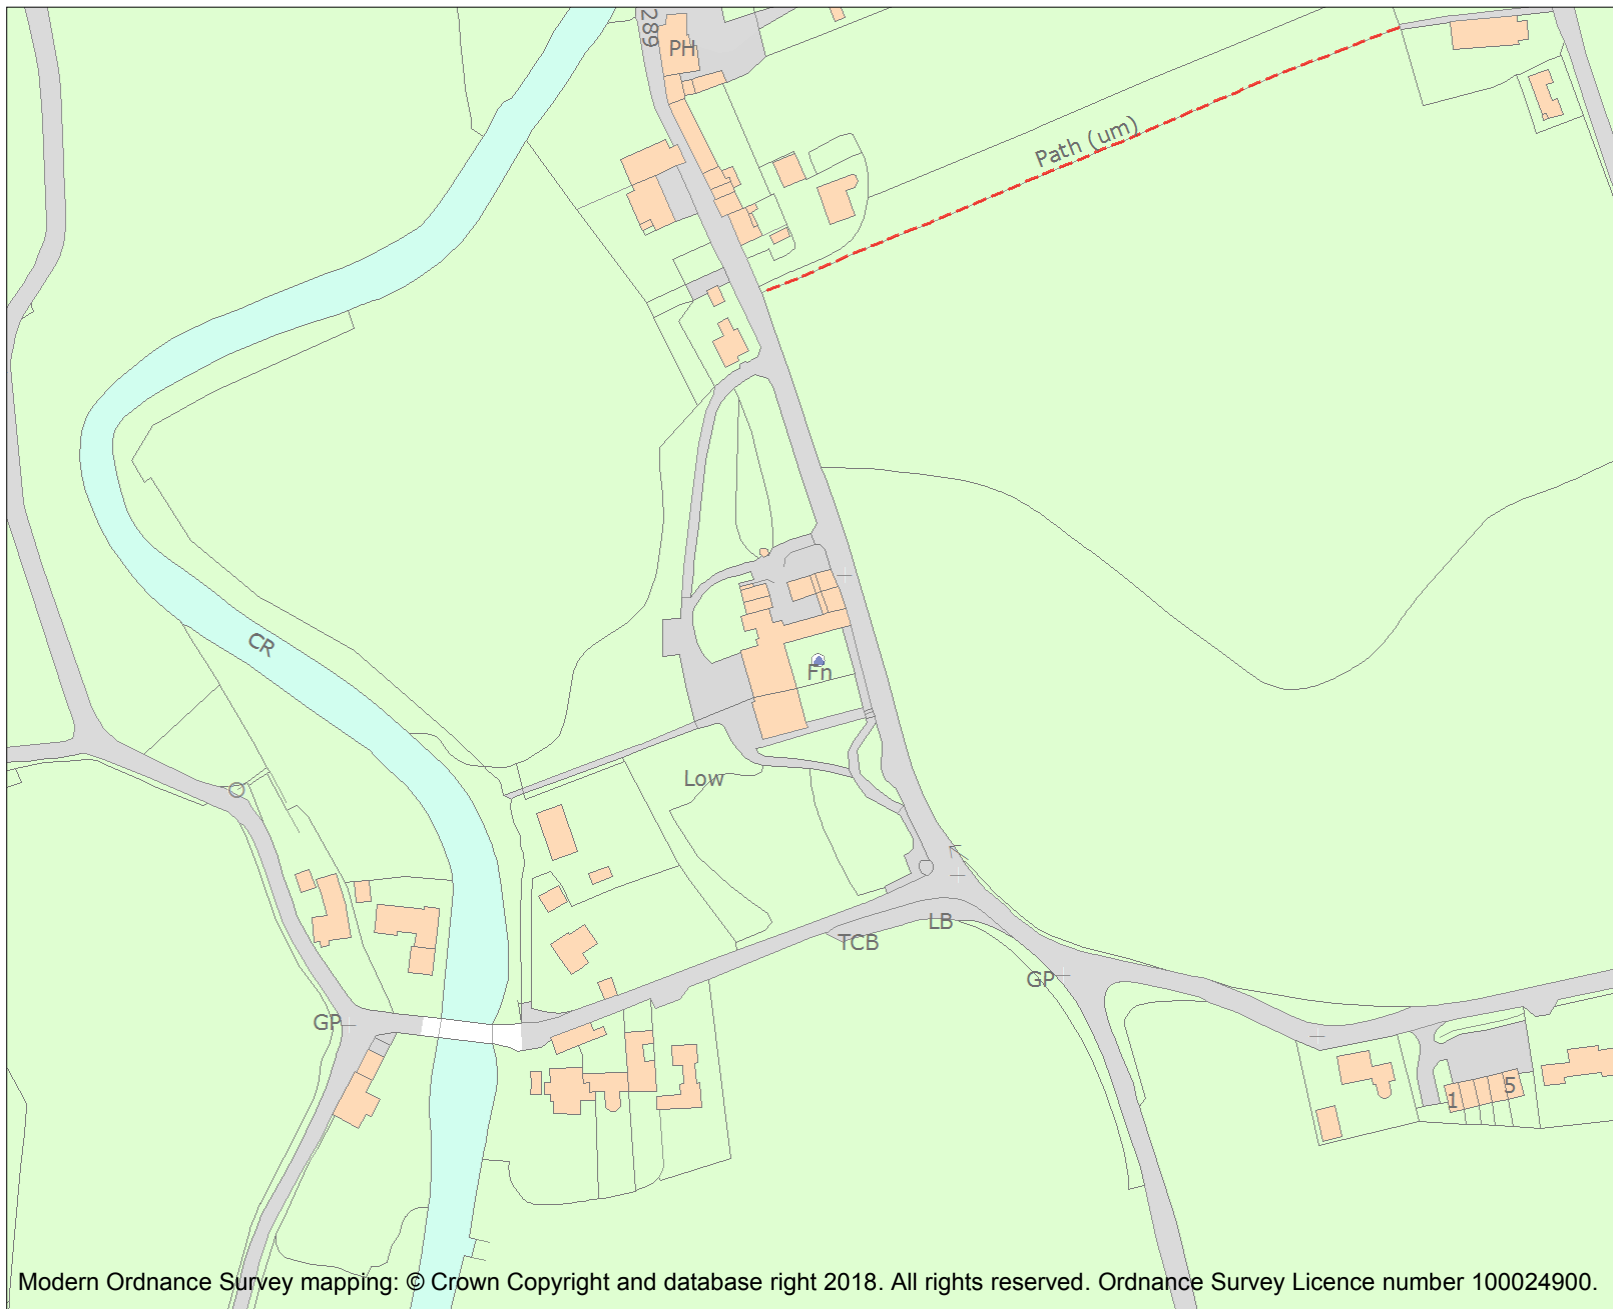 289
PH
Path (um)
CR
Fn
Low
LB
TCB
GP
GP
5
1
Modern Ordnance Survey mapping: © Crown Copyright and database right 2018. All rights reserved. Ordnance Survey Licence number 100024900.